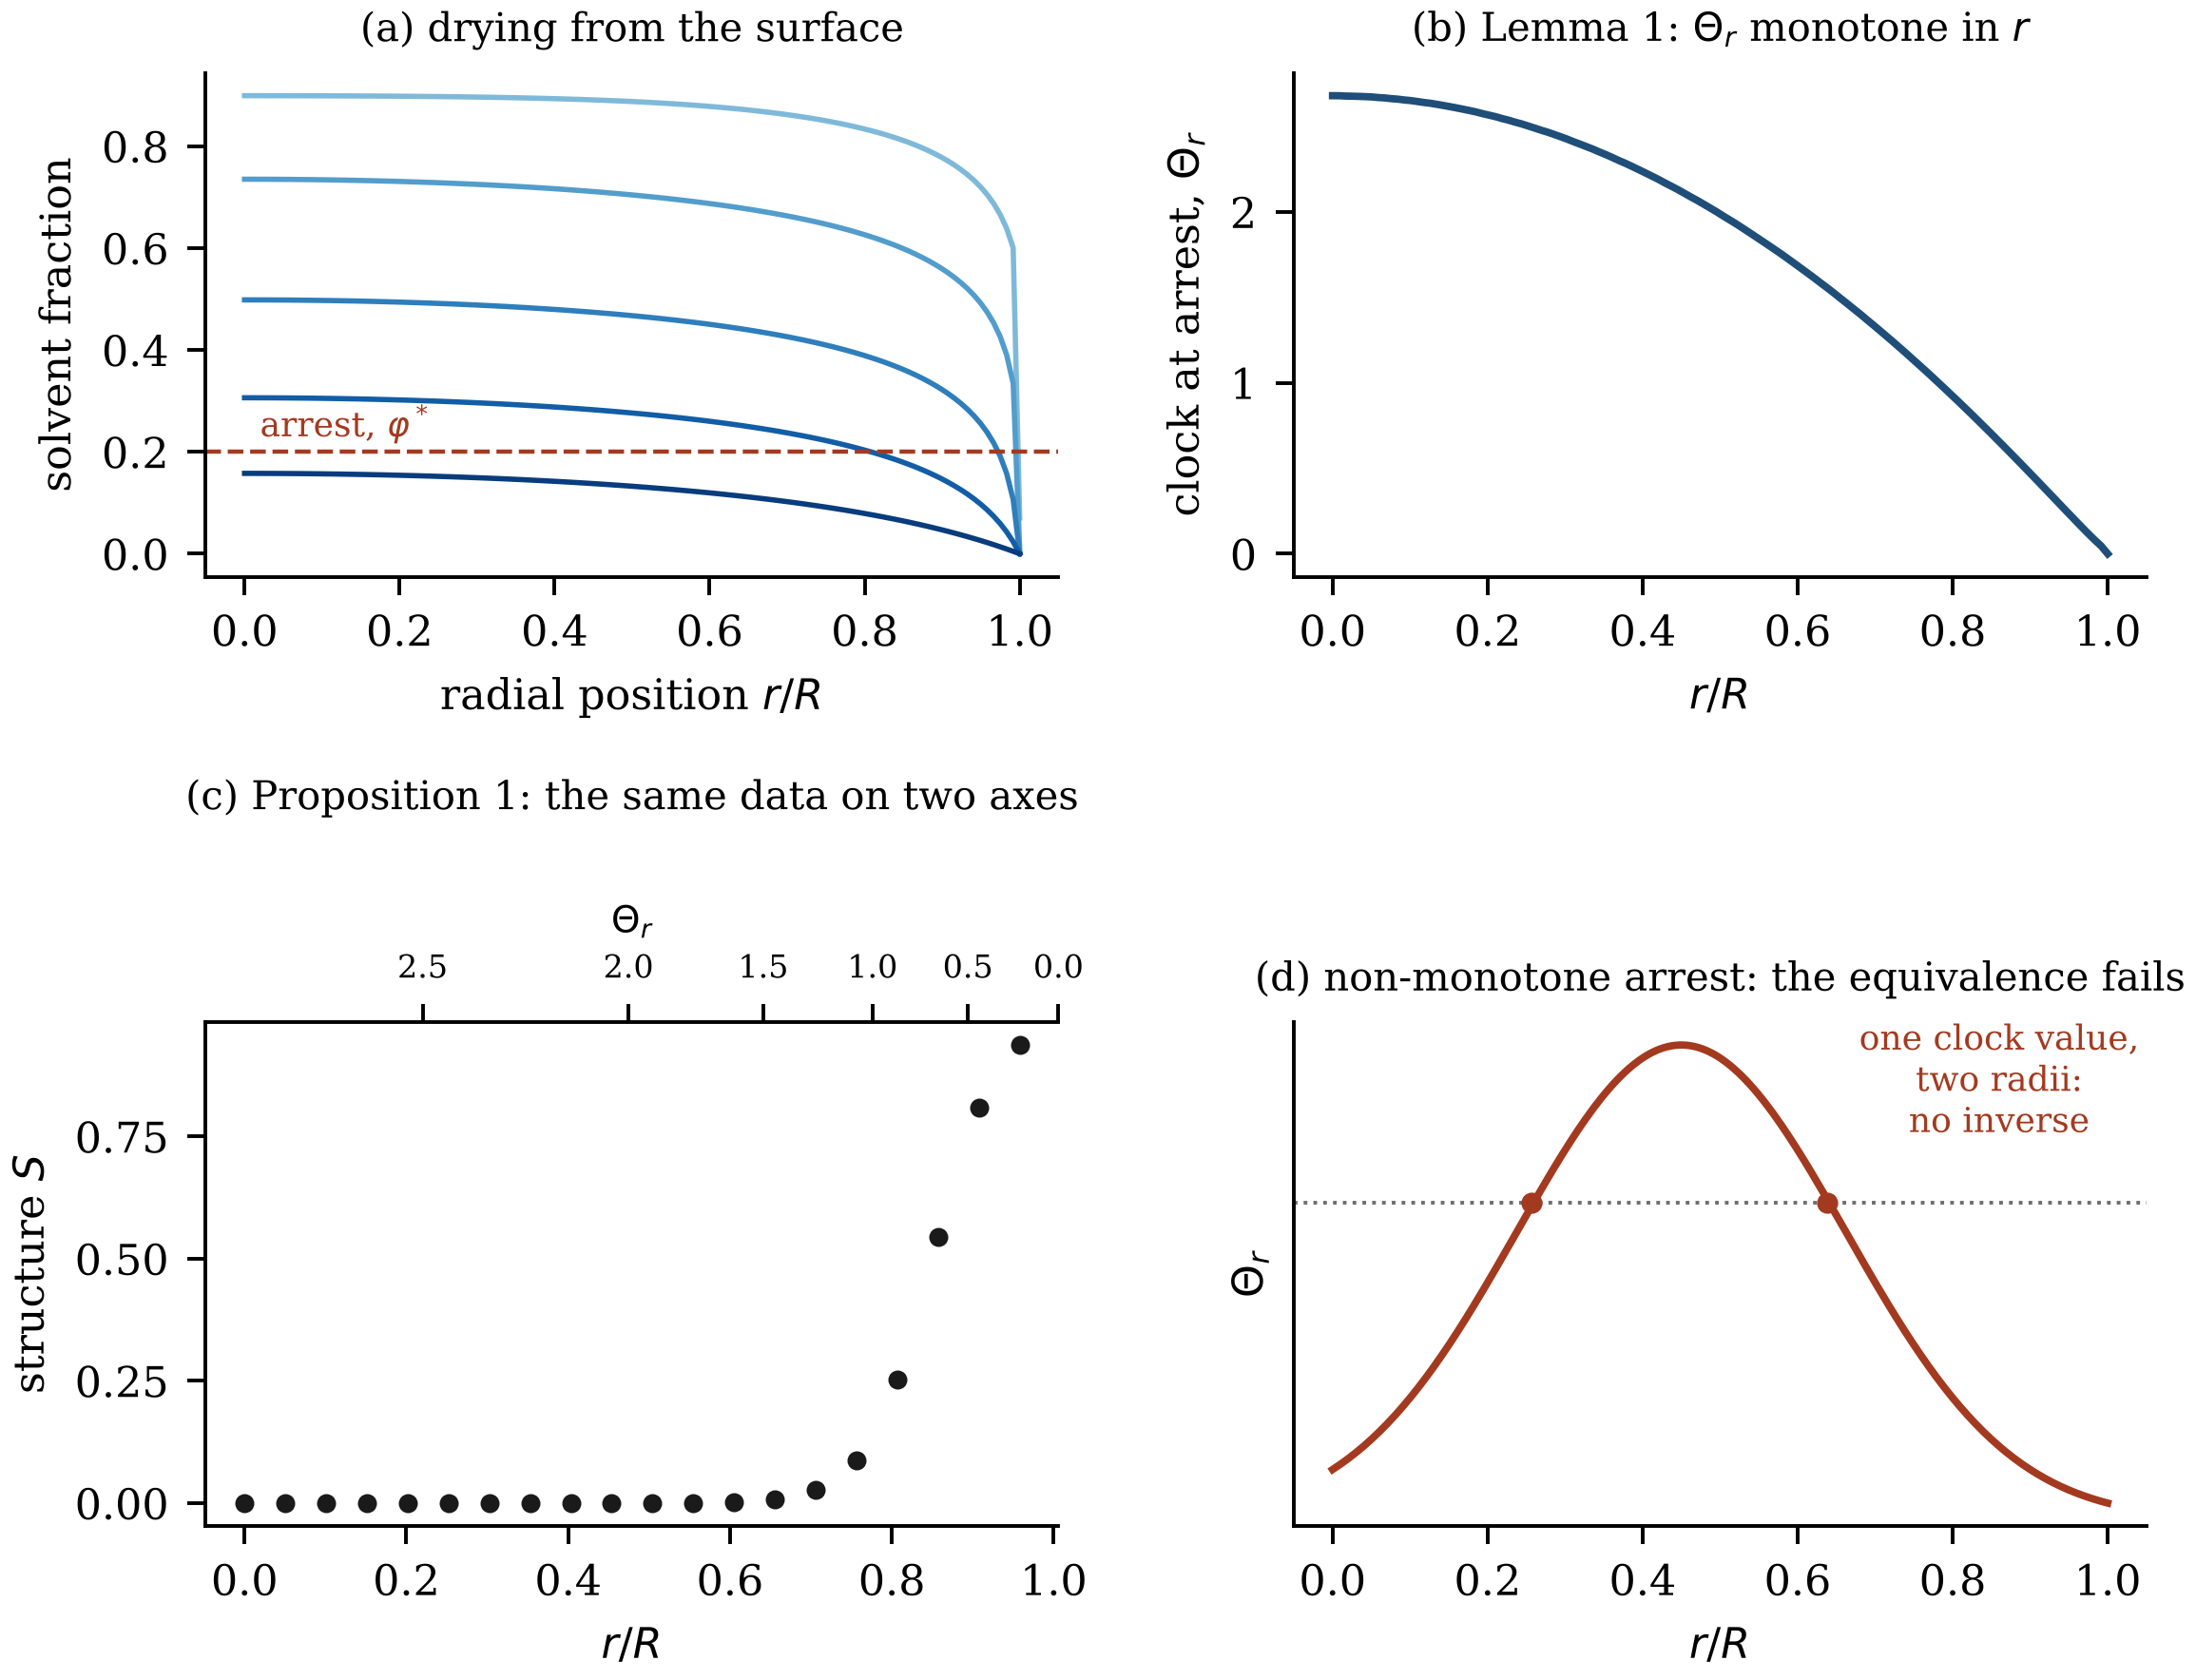 (a) drying from the surface
solvent fraction
0.8
0.6
0.4
0.2
0.0
arrest, φ*
0.0 0.2 0.4 0.6 0.8 1.0
radial position r/R
(b) Lemma 1: Θr monotone in r
clock at arrest, Θr
2
1
0
0.0 0.2 0.4 0.6 0.8 1.0
r/R
(c) Proposition 1: the same data on two axes
Θr
2.5 2.0 1.5 1.0 0.5 0.0
structure S
0.75
0.50
0.25
0.00
0.0 0.2 0.4 0.6 0.8 1.0
r/R
(d) non-monotone arrest: the equivalence fails
one clock value,
two radii:
no inverse
Θr
0.0 0.2 0.4 0.6 0.8 1.0
r/R